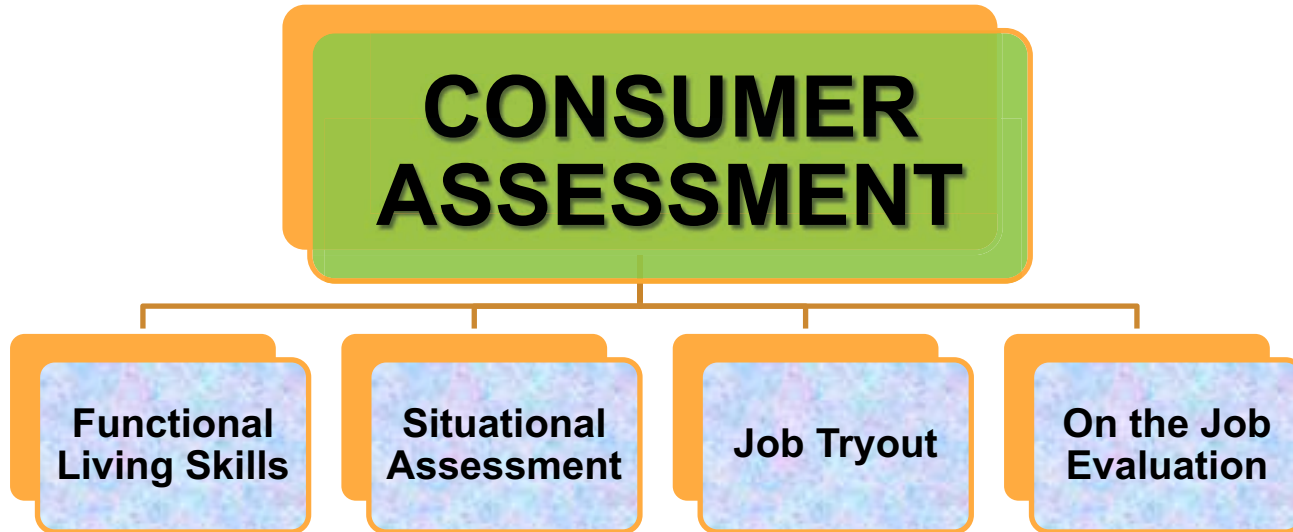 CONSUMER
ASSESSMENT
Functional
Living Skills
Situational
Assessment
Job Tryout
On the Job
Evaluation